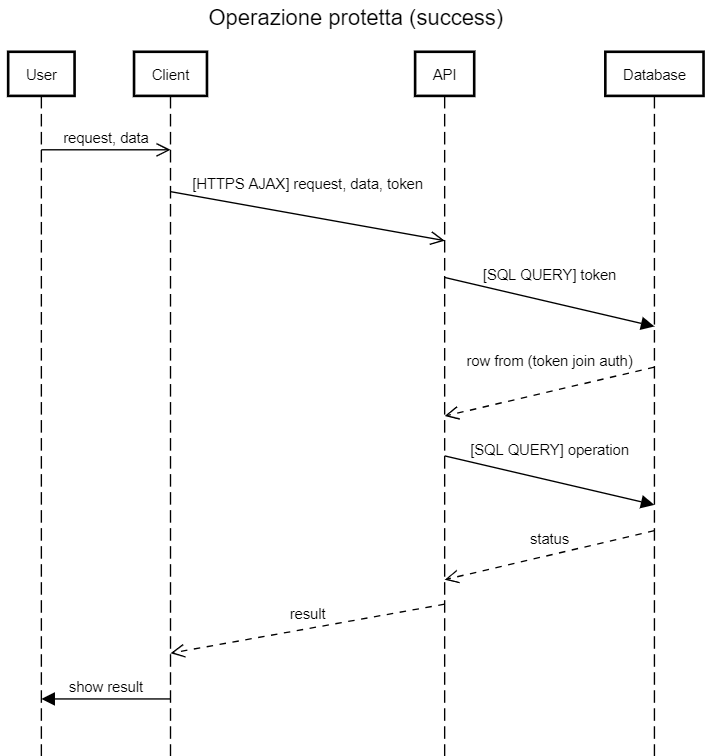 Operazione protetta (success)
User
Client
API
Database
request, data
[HTTPS AJAX] request, data, token
[SQL QUERY] token
row from (token join auth)
[SQL QUERY] operation
status
result
show result